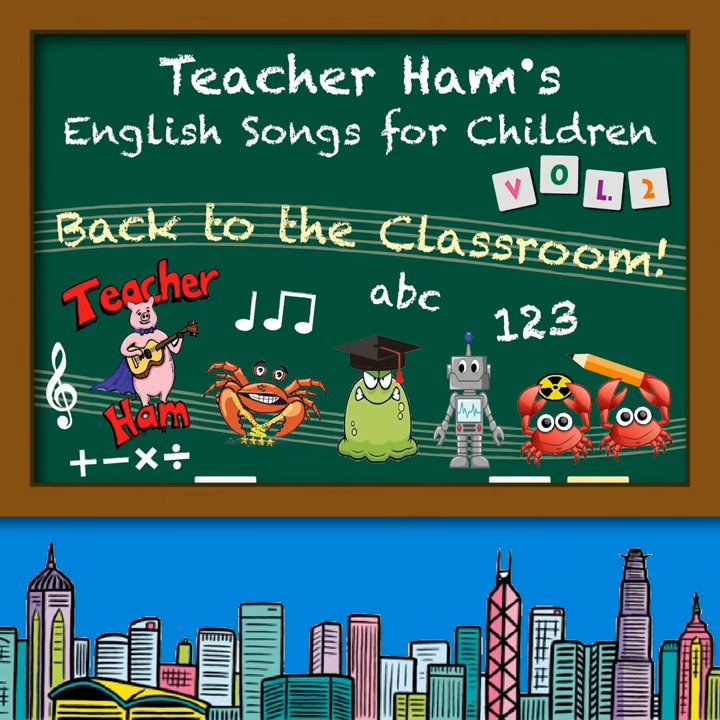 Teacher Ham's
English Songs for Children
VOL.2
Back to the Classroom!
Teacher
Ham
abc
123
+−×÷